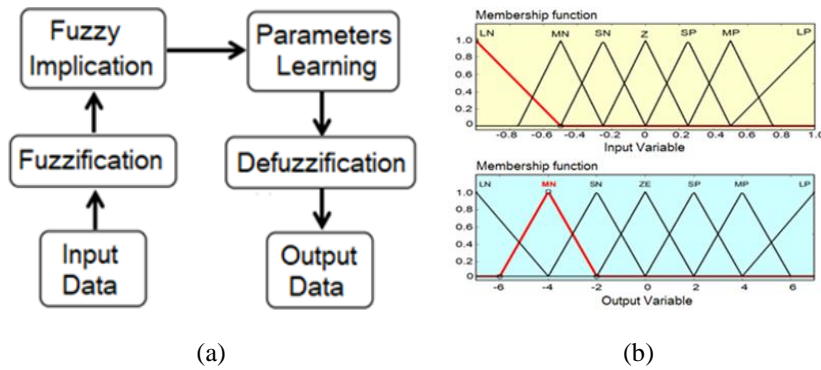 Fuzzy
Implication
Parameters
Learning
Fuzzification
Defuzzification
Input
Data
Output
Data
(a)
Membership function
LN MN SN Z SP MP LP
1.0
0.8
0.6
0.4
0.2
0
-0.8 -0.6 -0.4 -0.2 0 0.2 0.4 0.6 0.8 1.0
Input Variable
Membership function
LN MN SN ZE SP MP LP
1.0
0.8
0.6
0.4
0.2
0
-6 -4 -2 0 2 4 6
Output Variable
(b)